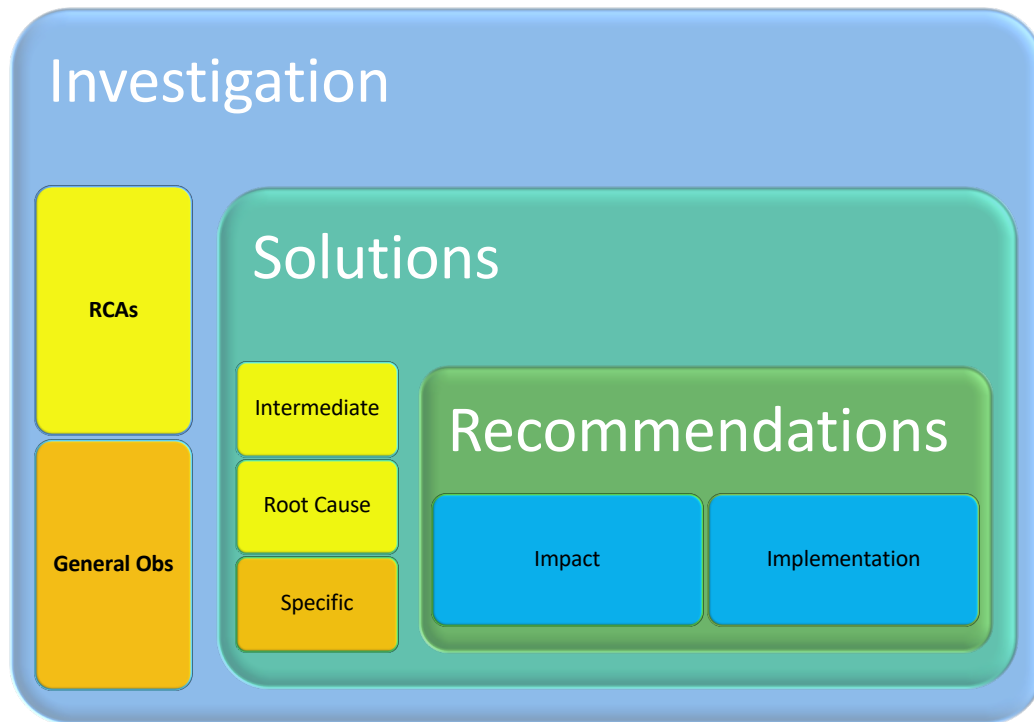 Investigation
RCAs
General Obs
Solutions
Intermediate
Root Cause
Specific
Recommendations
Impact
Implementation